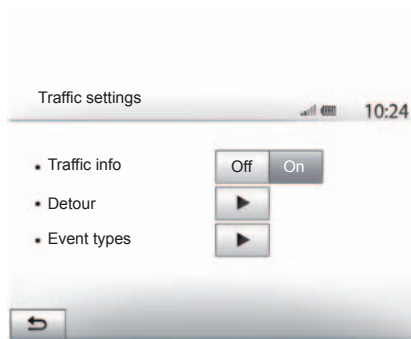 Traffic settings
10:24
Traffic info
Off On
Detour
Event types